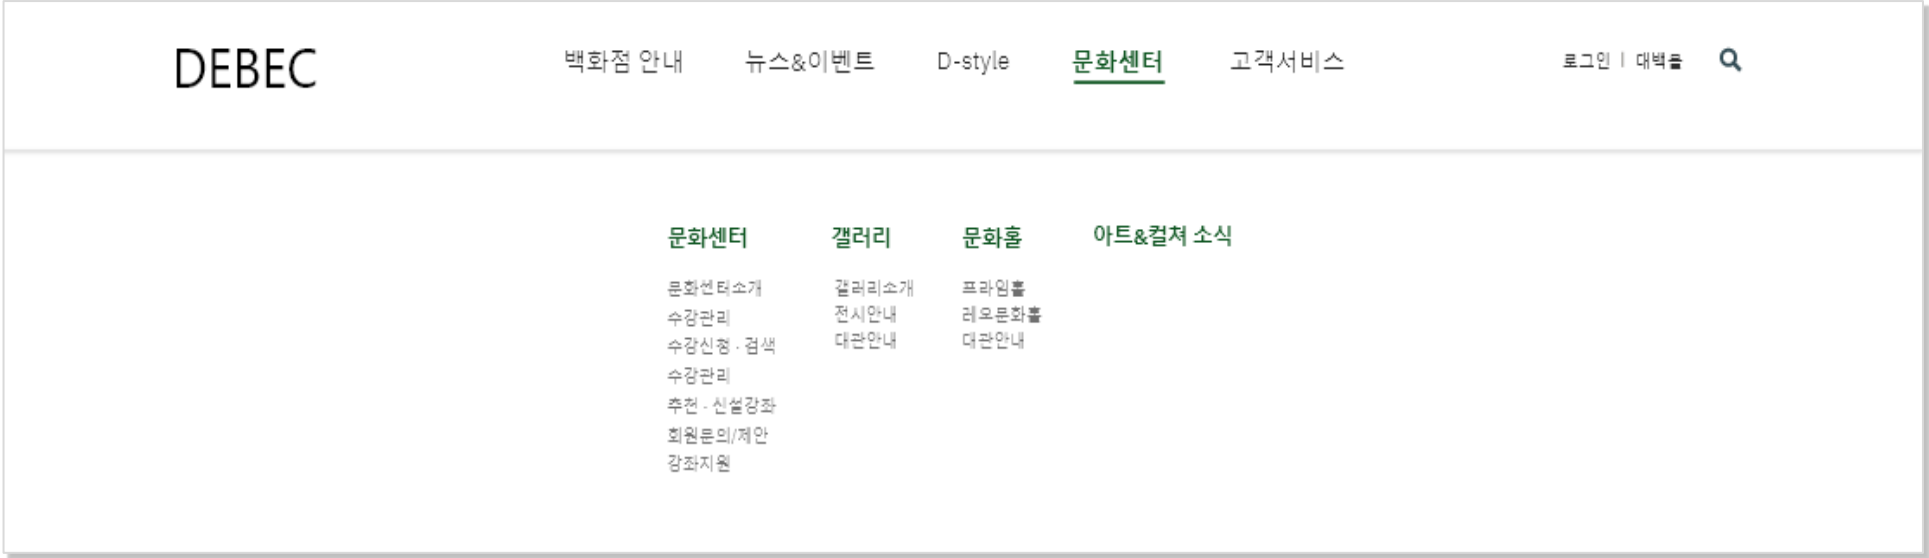 DEBEC
백화점 안내
뉴스&이벤트
D-style
문화센터
고객서비스
로그인 | 대백몰
문화센터
문화센터소개
수강관리
수강신청 · 검색
수강관리
추천 · 신설강좌
회원문의/제안
강좌지원
갤러리
갤러리소개
전시안내
대관안내
문화홀
프라임홀
레오문화홀
대관안내
아트&컬쳐 소식